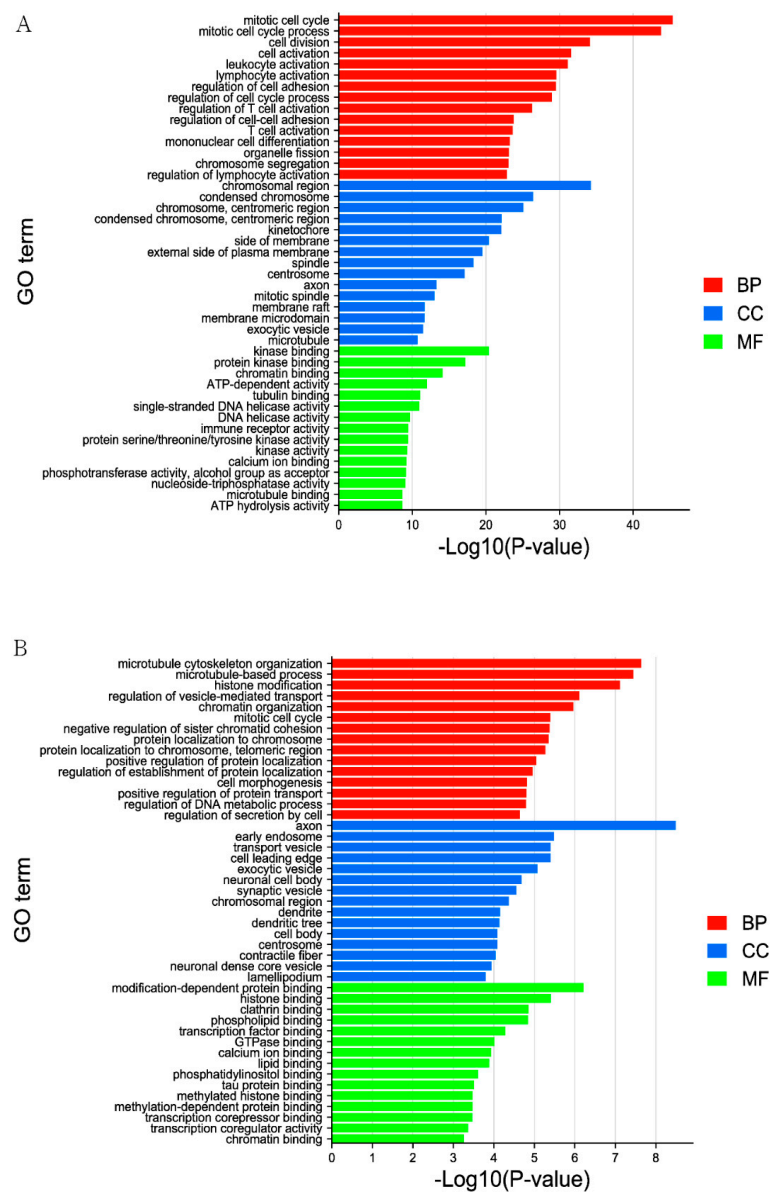 A
mitotic cell cycle
mitotic cell cycle process
cell division
cell activation
leukocyte activation
lymphocyte activation
regulation of cell adhesion
regulation of cell cycle process
regulation of T cell activation
regulation of cell-cell adhesion
T cell activation
mononuclear cell differentiation
organelle fission
chromosome segregation
regulation of lymphocyte activation
chromosomal region
condensed chromosome
chromosome, centromeric region
condensed chromosome, centromeric region
kinetochore
side of membrane
external side of plasma membrane
spindle
centrosome
axon
mitotic spindle
membrane raft
membrane microdomain
exocytic vesicle
microtubule
kinase binding
protein kinase binding
chromatin binding
ATP-dependent activity
tubulin binding
single-stranded DNA helicase activity
DNA helicase activity
immune receptor activity
protein serine/threonine/tyrosine kinase activity
kinase activity
calcium ion binding
phosphotransferase activity, alcohol group as acceptor
nucleoside-triphosphatase activity
microtubule binding
ATP hydrolysis activity
GO term
0 10 20 30 40
-Log10(P-value)
BP
CC
MF
B
microtubule cytoskeleton organization
microtubule-based process
histone modification
regulation of vesicle-mediated transport
chromatin organization
mitotic cell cycle
negative regulation of sister chromatid cohesion
protein localization to chromosome
protein localization to chromosome, telomeric region
positive regulation of protein localization
regulation of establishment of protein localization
cell morphogenesis
positive regulation of protein transport
regulation of DNA metabolic process
regulation of secretion by cell
axon
early endosome
transport vesicle
cell leading edge
exocytic vesicle
neuronal cell body
synaptic vesicle
chromosomal region
dendrite
dendritic tree
cell body
centrosome
contractile fiber
neuronal dense core vesicle
lamellipodium
modification-dependent protein binding
histone binding
clathrin binding
phospholipid binding
transcription factor binding
GTPase binding
calcium ion binding
lipid binding
phosphatidylinositol binding
tau protein binding
methylated histone binding
methylation-dependent protein binding
transcription corepressor binding
transcription coregulator activity
chromatin binding
GO term
0 1 2 3 4 5 6 7 8
-Log10(P-value)
BP
CC
MF